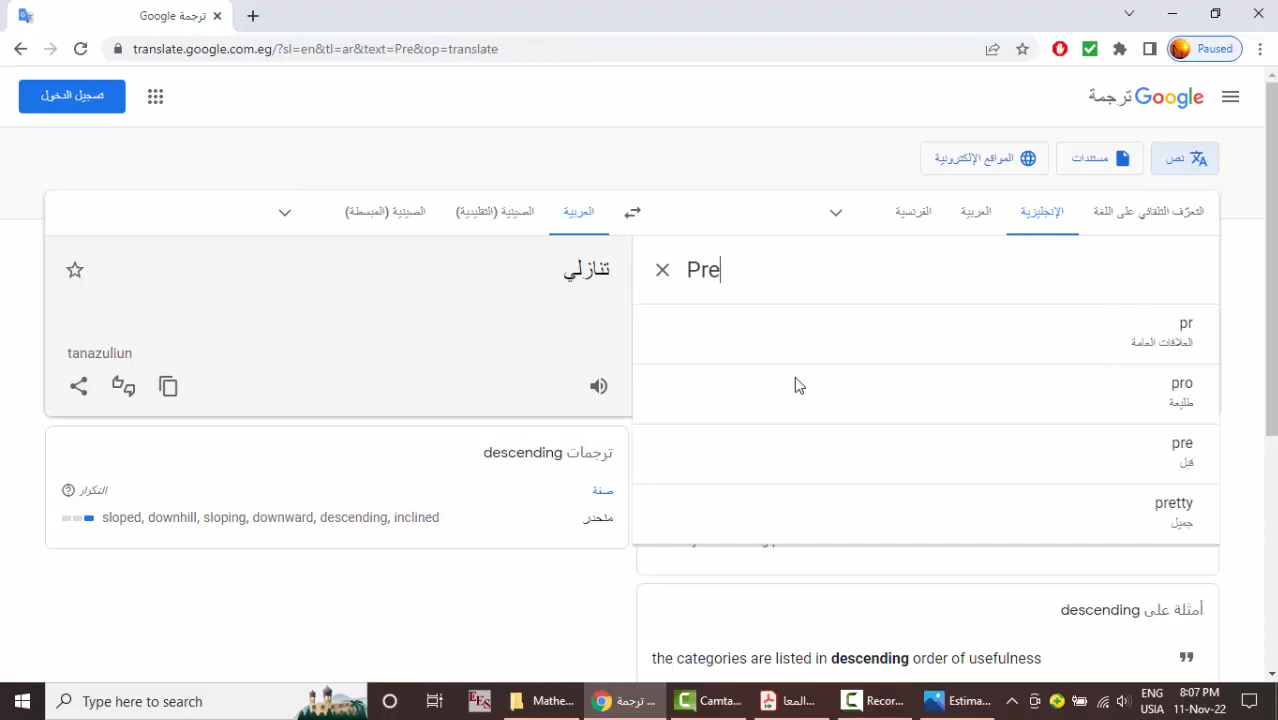 ترجمة Google
translate.google.com.eg/?sl=en&tl=ar&text=Pre&op=translate
Paused
تسجيل الدخول
ترجمة Google
نص
مستندات
المواقع الإلكترونية
التعرّف التلقائي على اللغة
الإنجليزية
العربية
الفرنسية
العربية
الصينية (التقليدية)
الصينية (المبسطة)
Pre
تنازلي
tanazuliun
pr
العلاقات العامة
pro
طليعة
pre
قبل
pretty
جميل
ترجمات descending
صفة
التكرار
منحدر
sloped, downhill, sloping, downward, descending, inclined
أمثلة على descending
the categories are listed in descending order of usefulness
Type here to search
Mathe...
ترجمة ...
Camta...
المعا...
Recor...
Estima...
ENG
USIA
8:07 PM
11-Nov-22